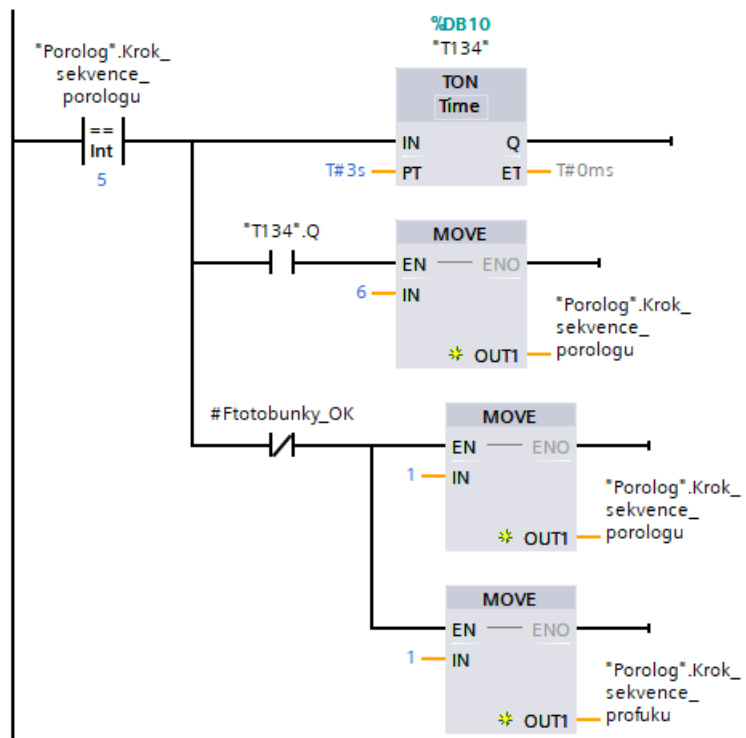 %DB10
"T134"
"Porolog".Krok_
sekvence_
porologu
TON
Time
==
Int
IN
Q
5
T#3s
PT
ET
T#0ms
"T134".Q
MOVE
EN
ENO
6
IN
"Porolog".Krok_
sekvence_
OUT1
porologu
#Ftotobunky_OK
MOVE
EN
ENO
1
IN
"Porolog".Krok_
sekvence_
OUT1
porologu
MOVE
EN
ENO
1
IN
"Porolog".Krok_
sekvence_
OUT1
profuku